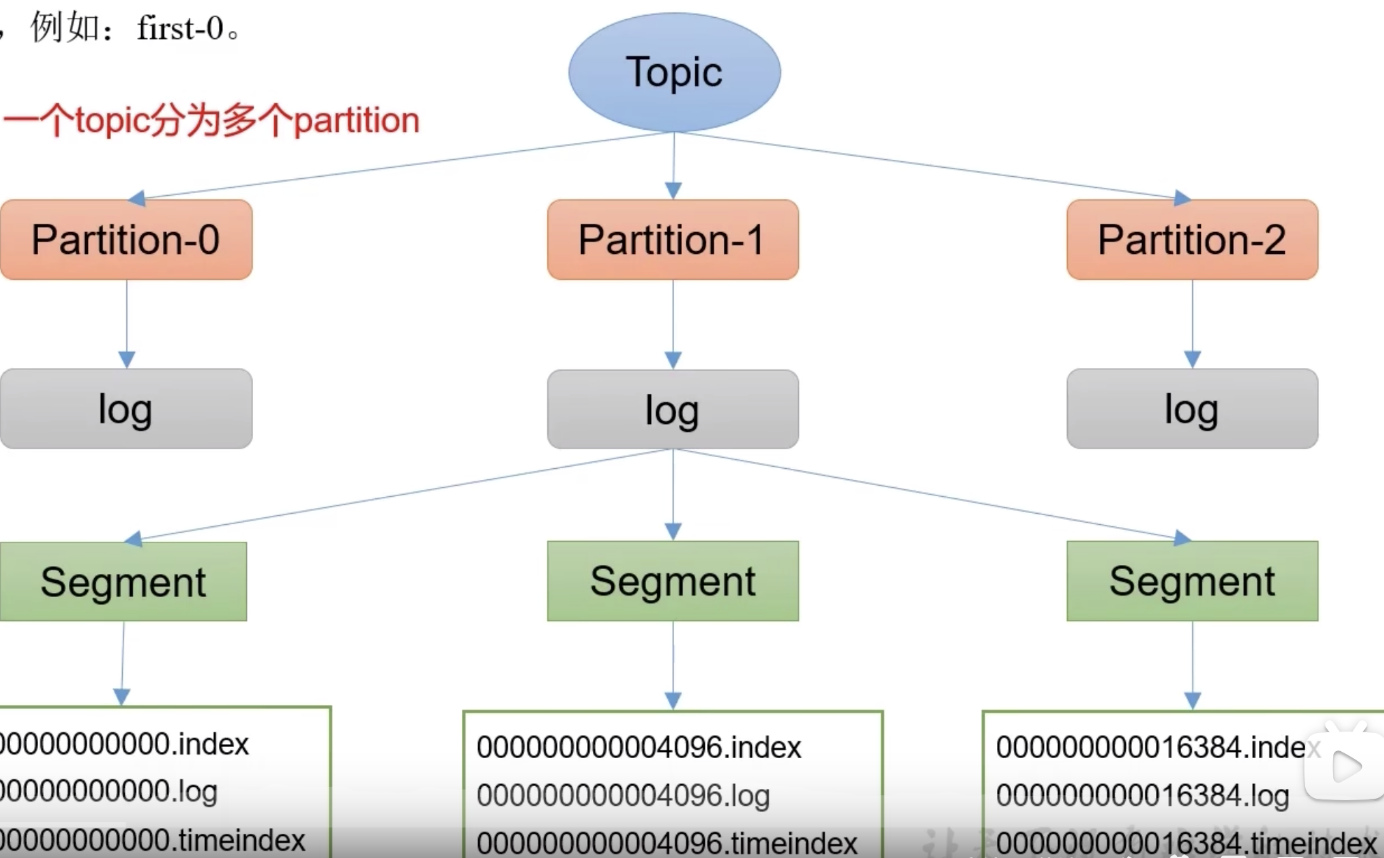 ，例如：first-0。
Topic
一个topic分为多个partition
Partition-0
Partition-1
Partition-2
log
log
log
Segment
Segment
Segment
00000000000.index
00000000000.log
00000000000.timeindex
000000000004096.index
000000000004096.log
000000000004096.timeindex
000000000016384.index
000000000016384.log
000000000016384.timeindex